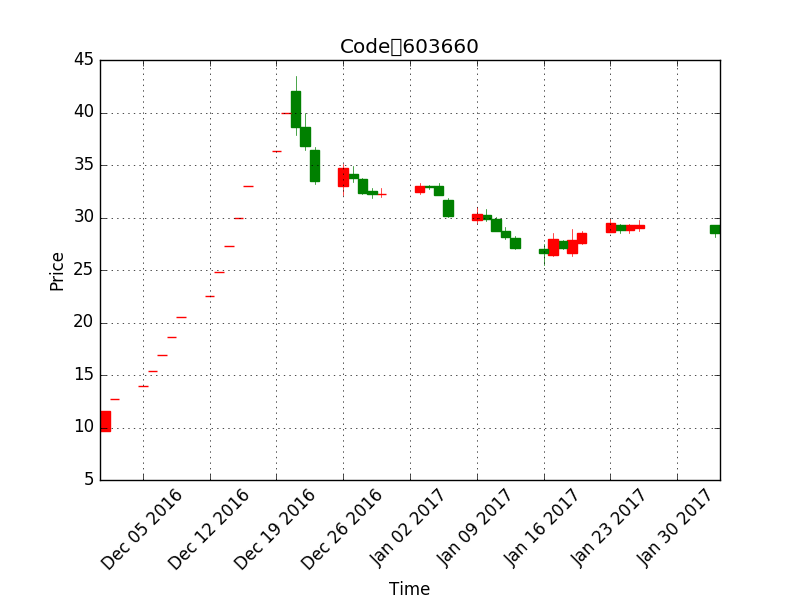 Code▯603660
45
40
35
30
25
20
15
10
5
Price
Dec 05 2016
Dec 12 2016
Dec 19 2016
Dec 26 2016
Jan 02 2017
Jan 09 2017
Jan 16 2017
Jan 23 2017
Jan 30 2017
Time